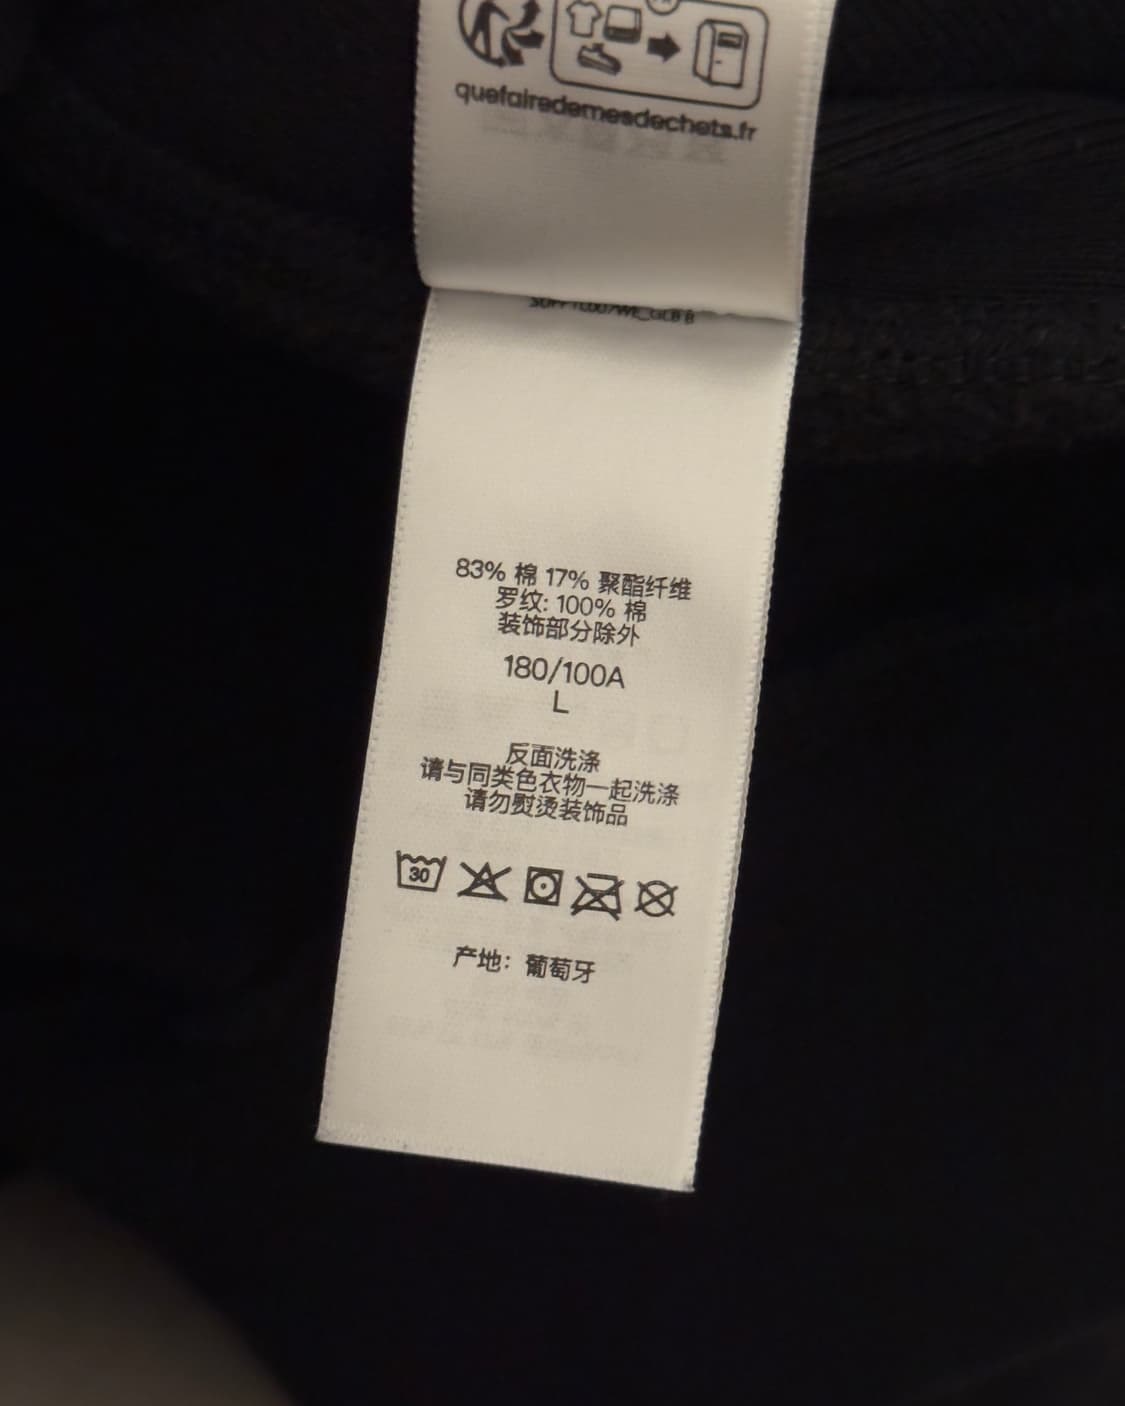 quefairedemesdechets.fr
83% 棉 17% 聚酯纤维
罗纹: 100% 棉
装饰部分除外
180/100A
L
反面洗涤
请与同类色衣物一起洗涤
请勿熨烫装饰品
30
产地：葡萄牙